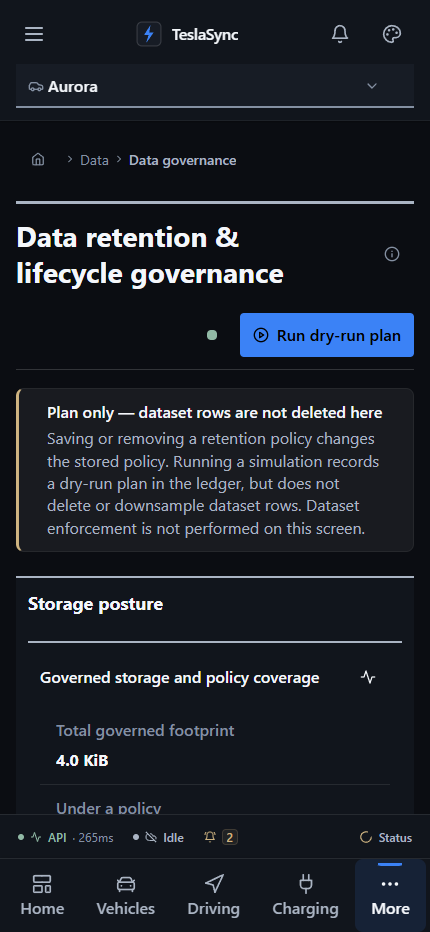 TeslaSync
Aurora
Data
Data governance
Data retention &
lifecycle governance
Run dry-run plan
Plan only — dataset rows are not deleted here
Saving or removing a retention policy changes
the stored policy. Running a simulation records
a dry-run plan in the ledger, but does not
delete or downsample dataset rows. Dataset
enforcement is not performed on this screen.
Storage posture
Governed storage and policy coverage
Total governed footprint
4.0 KiB
Under a policy
API · 265ms
Idle
2
Status
Home
Vehicles
Driving
Charging
More